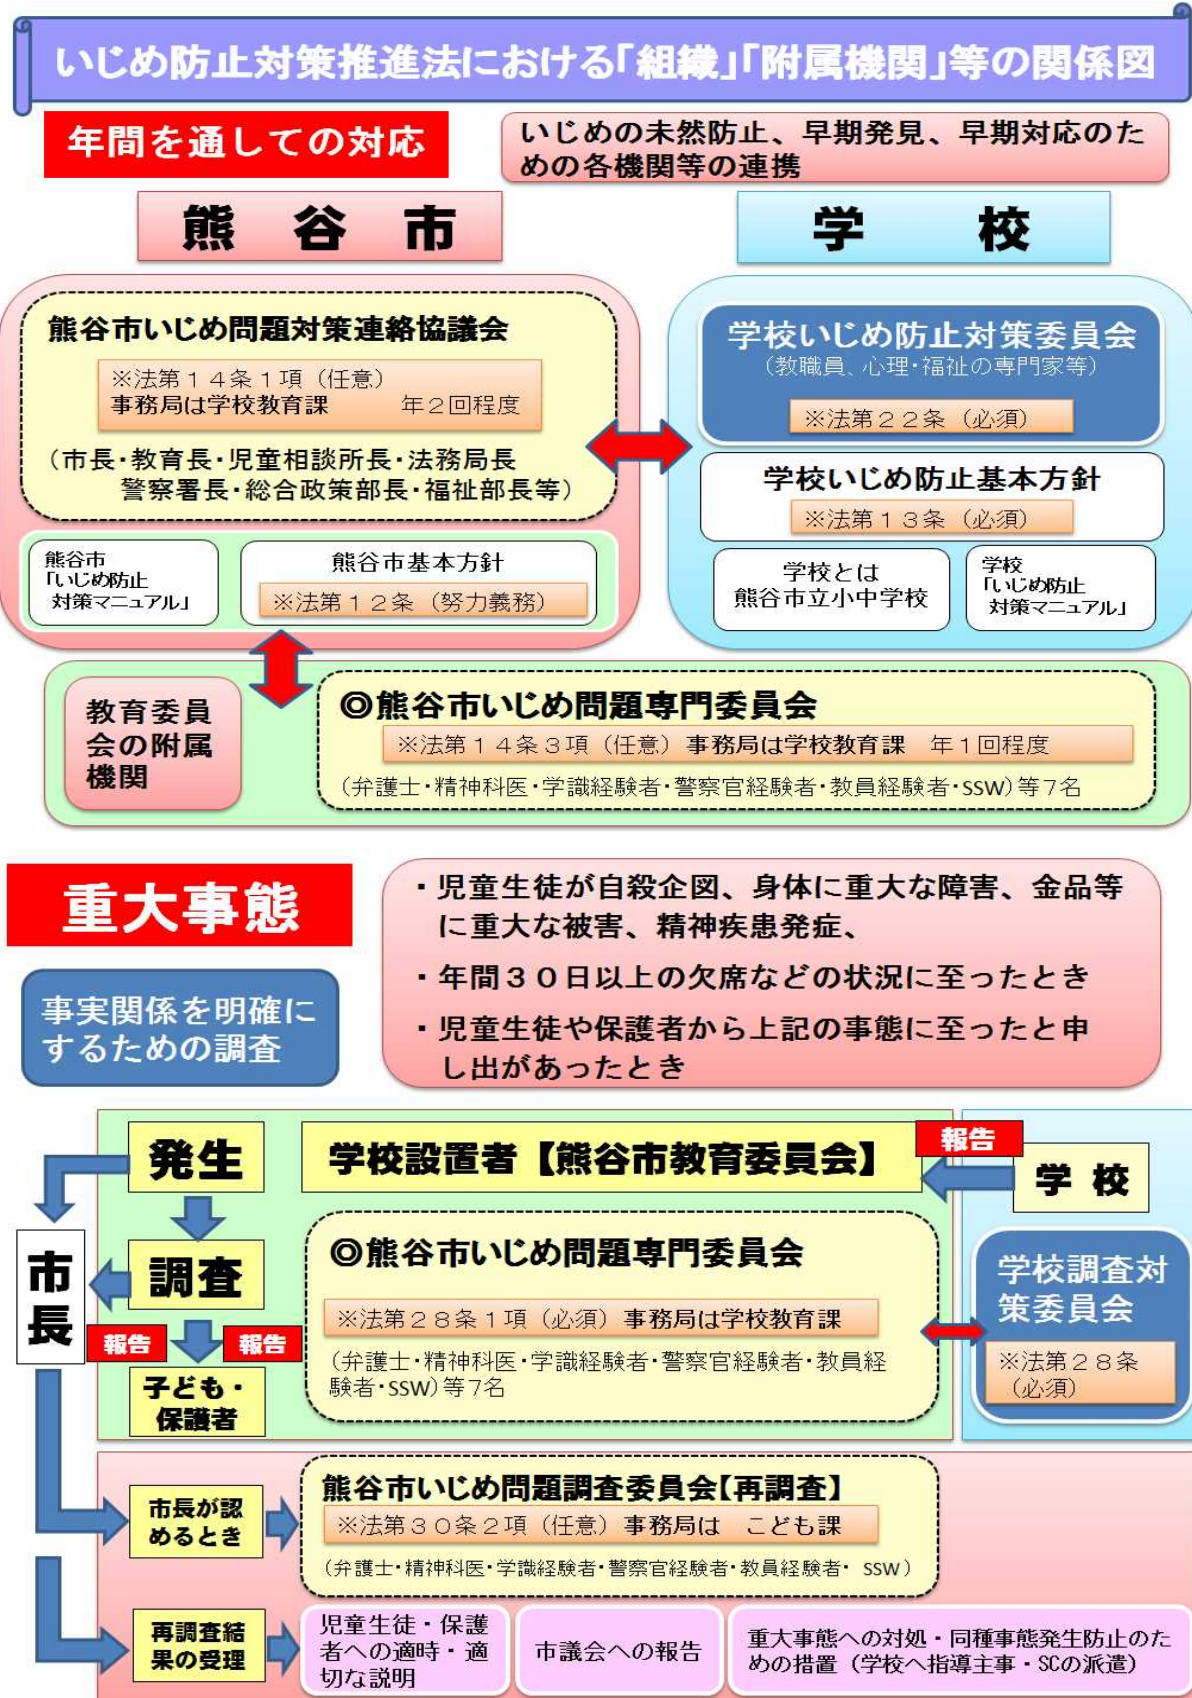 いじめ防止対策推進法における「組織」「附属機関」等の関係図
年間を通しての対応
いじめの未然防止、早期発見、早期対応のた
めの各機関等の連携
熊 谷 市
学 校
熊谷市いじめ問題対策連絡協議会
※法第１４条１項（任意）
事務局は学校教育課 年２回程度
（市長・教育長・児童相談所長・法務局長
警察署長・総合政策部長・福祉部長等）
熊谷市
「いじめ防止
対策マニュアル」
熊谷市基本方針
※法第１２条（努力義務）
学校いじめ防止対策委員会
（教職員、心理・福祉の専門家等）
※法第２２条（必須）
学校いじめ防止基本方針
※法第１３条（必須）
学校とは
熊谷市立小中学校
学校
「いじめ防止
対策マニュアル」
教育委員
会の附属
機関
◎熊谷市いじめ問題専門委員会
※法第１４条３項（任意）事務局は学校教育課 年１回程度
（弁護士・精神科医・学識経験者・警察官経験者・教員経験者・SSW）等７名
重大事態
・児童生徒が自殺企図、身体に重大な障害、金品等
に重大な被害、精神疾患発症、
・年間３０日以上の欠席などの状況に至ったとき
・児童生徒や保護者から上記の事態に至ったと申
し出があったとき
事実関係を明確に
するための調査
発生
学校設置者【熊谷市教育委員会】
報告
学 校
市長
調査
報告
報告
子ども・
保護者
◎熊谷市いじめ問題専門委員会
※法第２８条１項（必須）事務局は学校教育課
（弁護士・精神科医・学識経験者・警察官経験者・教員経
験者・SSW）等７名
学校調査対
策委員会
※法第２８条
（必須）
市長が認
めるとき
熊谷市いじめ問題調査委員会【再調査】
※法第３０条２項（任意）事務局は こども課
（弁護士・精神科医・学識経験者・警察官経験者・教員経験者・ SSW）
再調査結
果の受理
児童生徒・保護
者への適時・適
切な説明
市議会への報告
重大事態への対処・同種事態発生防止のた
めの措置（学校へ指導主事・SCの派遣）